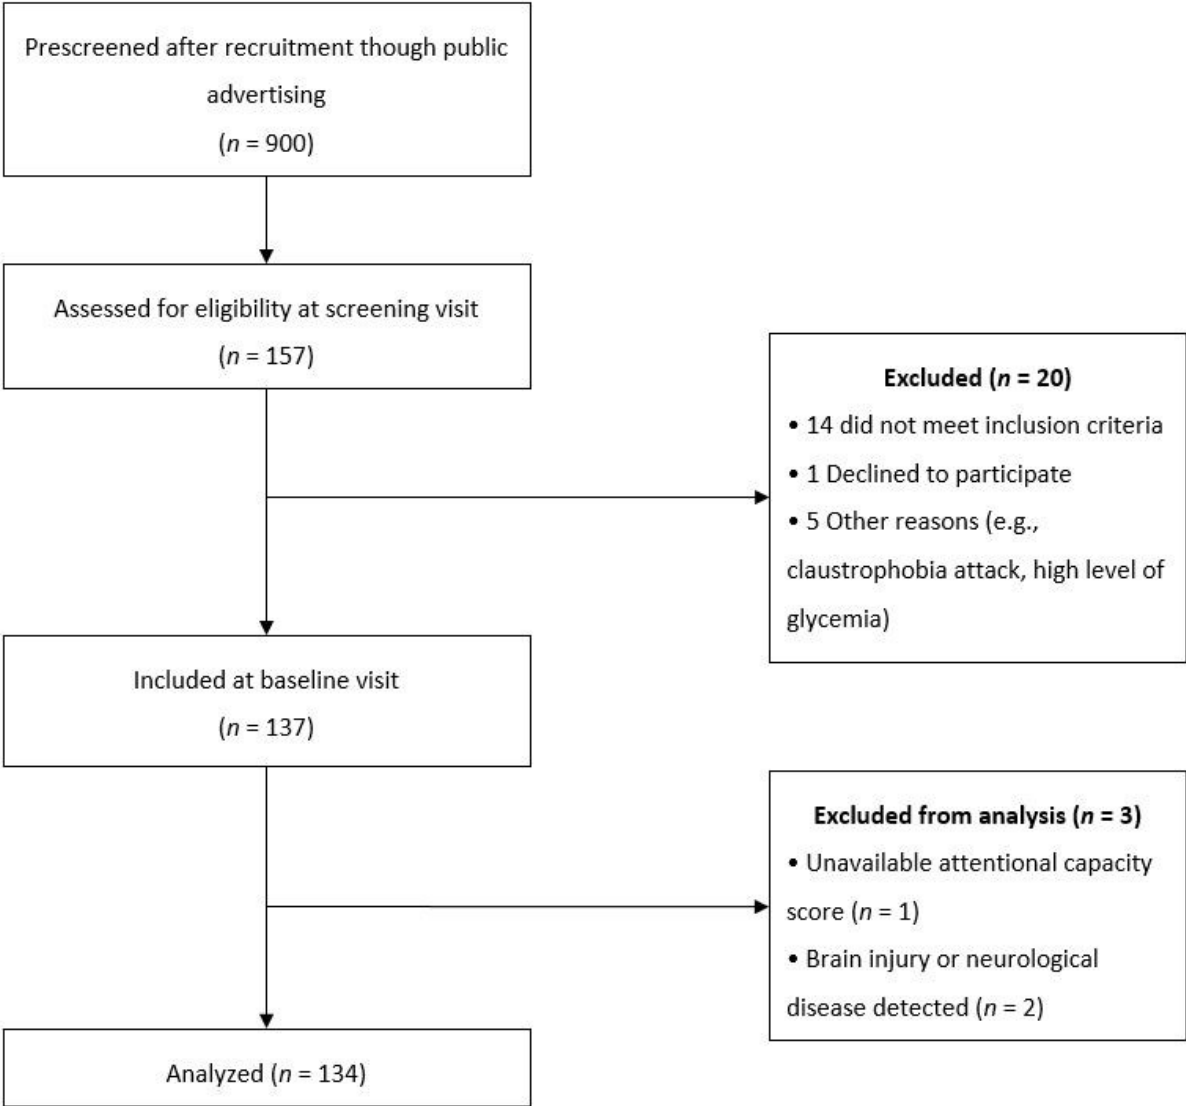 Prescreened after recruitment though public
advertising
(n = 900)
Assessed for eligibility at screening visit
(n = 157)
Excluded (n = 20)
• 14 did not meet inclusion criteria
• 1 Declined to participate
• 5 Other reasons (e.g.,
claustrophobia attack, high level of
glycemia)
Included at baseline visit
(n = 137)
Excluded from analysis (n = 3)
• Unavailable attentional capacity
score (n = 1)
• Brain injury or neurological
disease detected (n = 2)
Analyzed (n = 134)